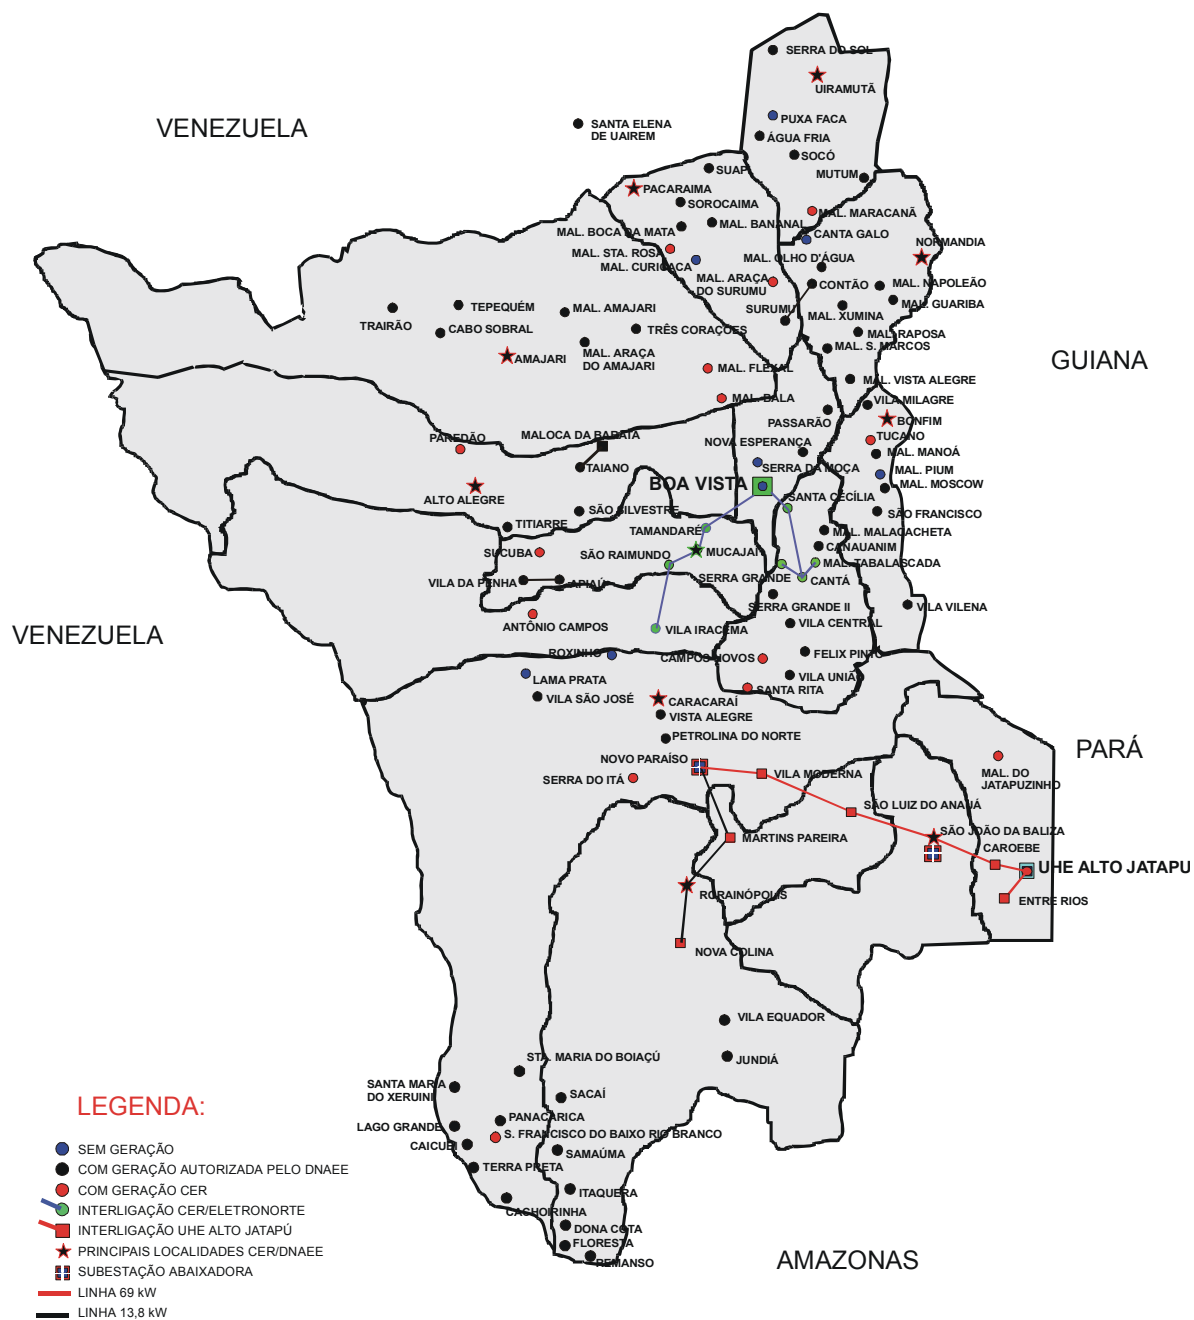 SERRA DO SOL
UIRAMUTÃ
VENEZUELA
SANTA ELENA
DE UAIREM
PUXA FACA
ÁGUA FRIA
SOCÓ
MUTUM
SUAPI
PACARAIMA
SOROCAIMA
MAL. MARACANÃ
MAL. BANANAL
MAL. BOCA DA MATA
CANTA GALO
NORMANDIA
MAL. STA. ROSA
MAL. OLHO D'ÁGUA
MAL. CURICACA
MAL. ARAÇA
DO SURUMU
CONTÃO
MAL. NAPOLEÃO
MAL. GUARIBA
TEPEQUÉM
MAL. AMAJARI
SURUMU
MAL. XUMINA
TRAIRÃO
CABO SOBRAL
TRÊS CORAÇOES
MAL. RAPOSA
MAL. S. MARCOS
AMAJARI
MAL. ARAÇA
DO AMAJARI
GUIANA
MAL. FLEXAL
MAL. VISTA ALEGRE
MAL. BALA
VILA MILAGRE
PASSARÃO
BONFIM
PAREDÃO
MALOCA DA BARATA
NOVA ESPERANÇA
TUCANO
MAL. MANOÁ
TAIANO
SERRA DA MOÇA
MAL. PIUM
BOA VISTA
MAL. MOSCOW
ALTO ALEGRE
SANTA CECÍLIA
SÃO SILVESTRE
SÃO FRANCISCO
TITIARRE
TAMANDARÉ
MAL. MALACACHETA
SUCUBA
SÃO RAIMUNDO
MUCAJAÍ
CANAUANIM
MAL. TABALASCADA
VILA DA PENHA
APIAÚ
SERRA GRANDE
CANTÁ
SERRA GRANDE II
VILA VILENA
VENEZUELA
ANTÔNIO CAMPOS
VILA IRACEMA
VILA CENTRAL
ROXINHO
CAMPOS NOVOS
FELIX PINTO
LAMA PRATA
VILA UNIÃO
VILA SÃO JOSÉ
CARACARAÍ
SANTA RITA
VISTA ALEGRE
PETROLINA DO NORTE
PARÁ
NOVO PARAÍSO
SERRA DO ITÁ
VILA MODERNA
MAL. DO
JATAPUZINHO
SÃO LUIZ DO ANAUÁ
MARTINS PAREIRA
SÃO JOÃO DA BALIZA
CAROEBE
UHE ALTO JATAPU
RORAINÓPOLIS
ENTRE RIOS
NOVA COLINA
VILA EQUADOR
JUNDIÁ
STA. MARIA DO BOIAÇÚ
SANTA MARIA
DO XERUINI
SACAÍ
LAGO GRANDE
PANACARICA
S. FRANCISCO DO BAIXO RIO BRANCO
CAICUBI
SAMAÚMA
TERRA PRETA
ITAQUERA
CACHOIRINHA
DONA COTA
FLORESTA
REMANSO
AMAZONAS
LEGENDA:
SEM GERAÇÃO
COM GERAÇÃO AUTORIZADA PELO DNAEE
COM GERAÇÃO CER
INTERLIGAÇÃO CER/ELETRONORTE
INTERLIGAÇÃO UHE ALTO JATAPÚ
PRINCIPAIS LOCALIDADES CER/DNAEE
SUBESTAÇÃO ABAIXADORA
LINHA 69 kW
LINHA 13,8 kW